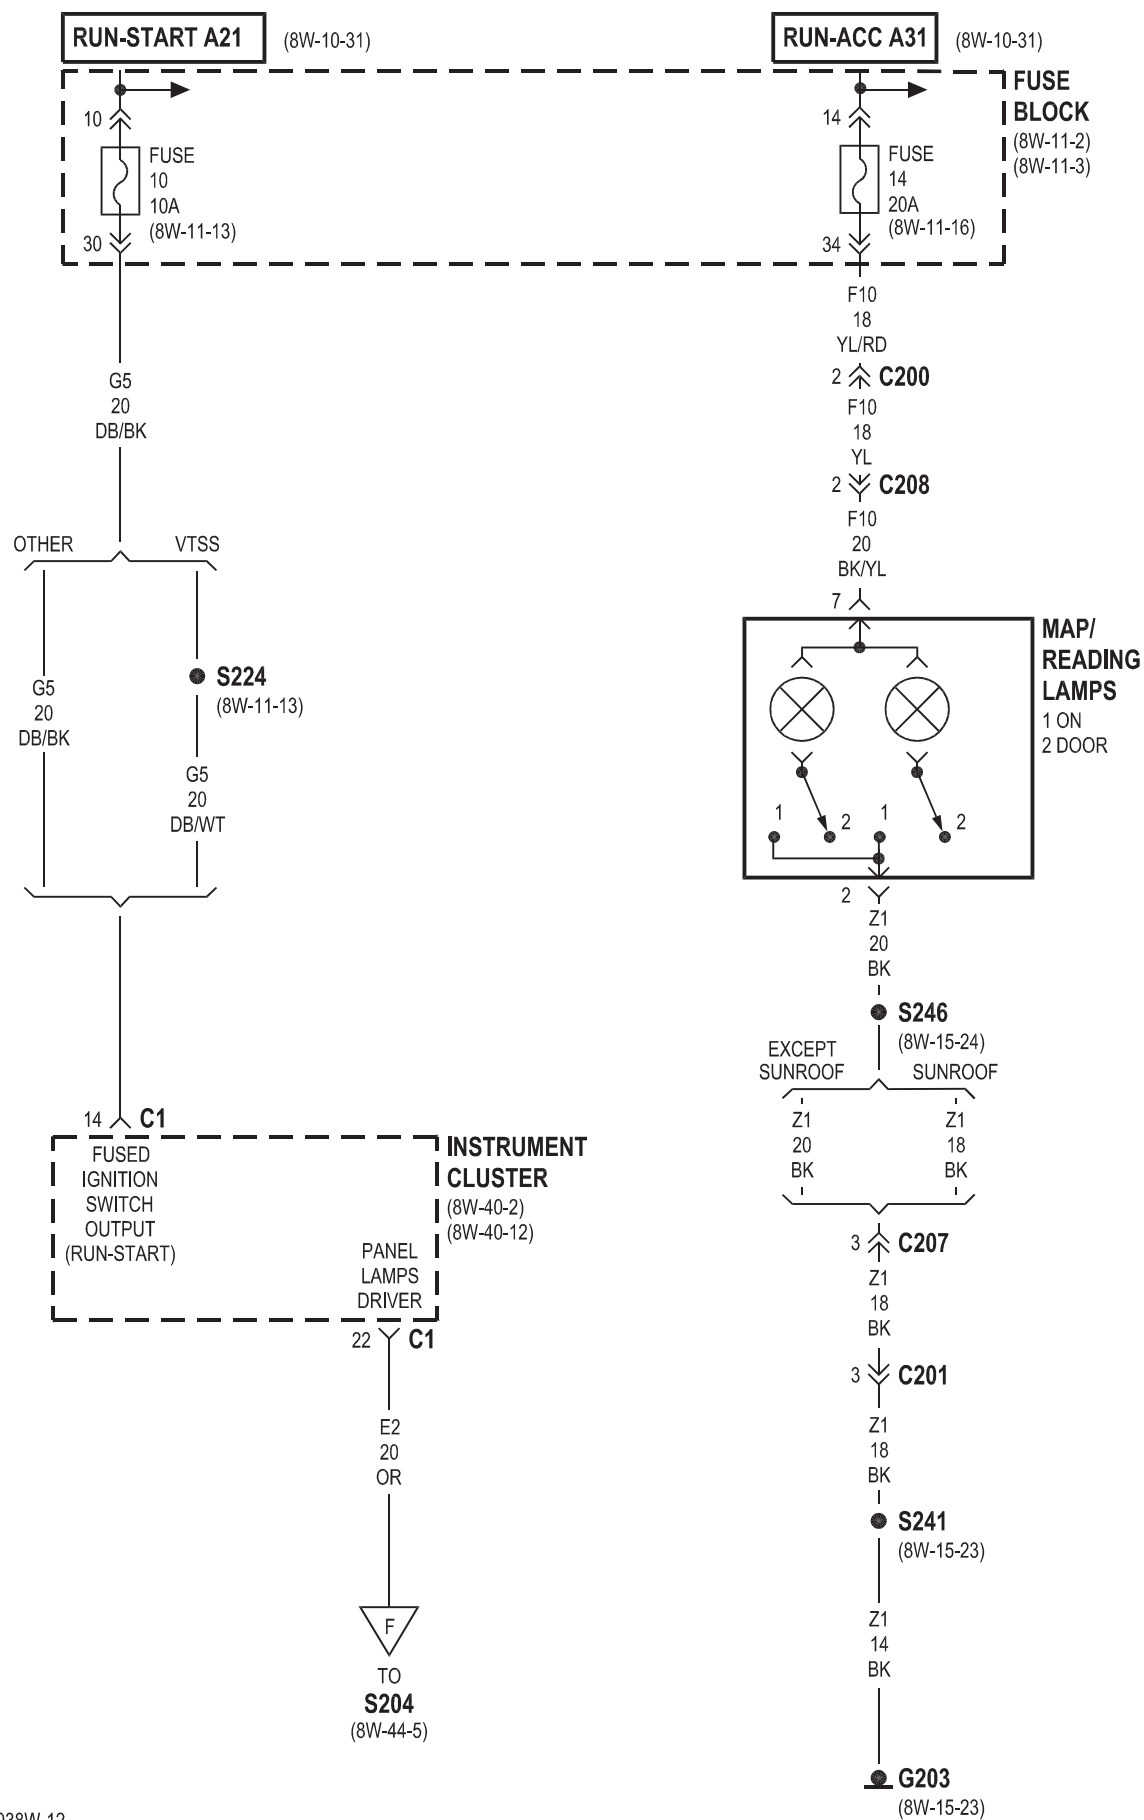 RUN-START A21
(8W-10-31)
RUN-ACC A31
(8W-10-31)
FUSE
BLOCK
(8W-11-2)
(8W-11-3)
10
FUSE
10
10A
(8W-11-13)
30
14
FUSE
14
20A
(8W-11-16)
34
G5
20
DB/BK
OTHER
VTSS
G5
20
DB/BK
S224
(8W-11-13)
G5
20
DB/WT
14
C1
FUSED
IGNITION
SWITCH
OUTPUT
(RUN-START)
INSTRUMENT
CLUSTER
(8W-40-2)
(8W-40-12)
PANEL
LAMPS
DRIVER
22
C1
E2
20
OR
F
TO
S204
(8W-44-5)
F10
18
YL/RD
2
C200
F10
18
YL
2
C208
F10
20
BK/YL
7
MAP/
READING
LAMPS
1 ON
2 DOOR
1
2
1
2
2
Z1
20
BK
S246
(8W-15-24)
EXCEPT
SUNROOF
SUNROOF
Z1
20
BK
Z1
18
BK
3
C207
Z1
18
BK
3
C201
Z1
18
BK
S241
(8W-15-23)
Z1
14
BK
G203
(8W-15-23)